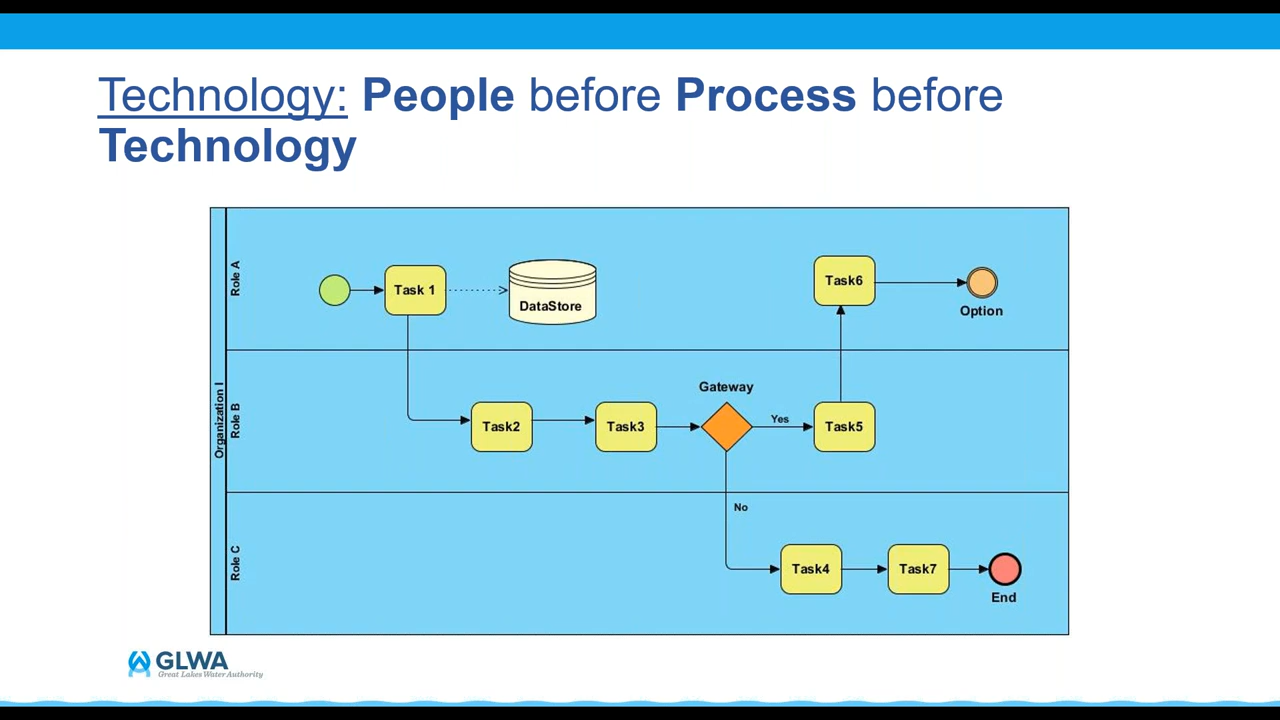 Technology: People before Process before
Technology
Organization I
Role A
Task 1
DataStore
Task6
Option
Role B
Task2
Task3
Gateway
Yes
Task5
Role C
No
Task4
Task7
End
GLWA
Great Lakes Water Authority